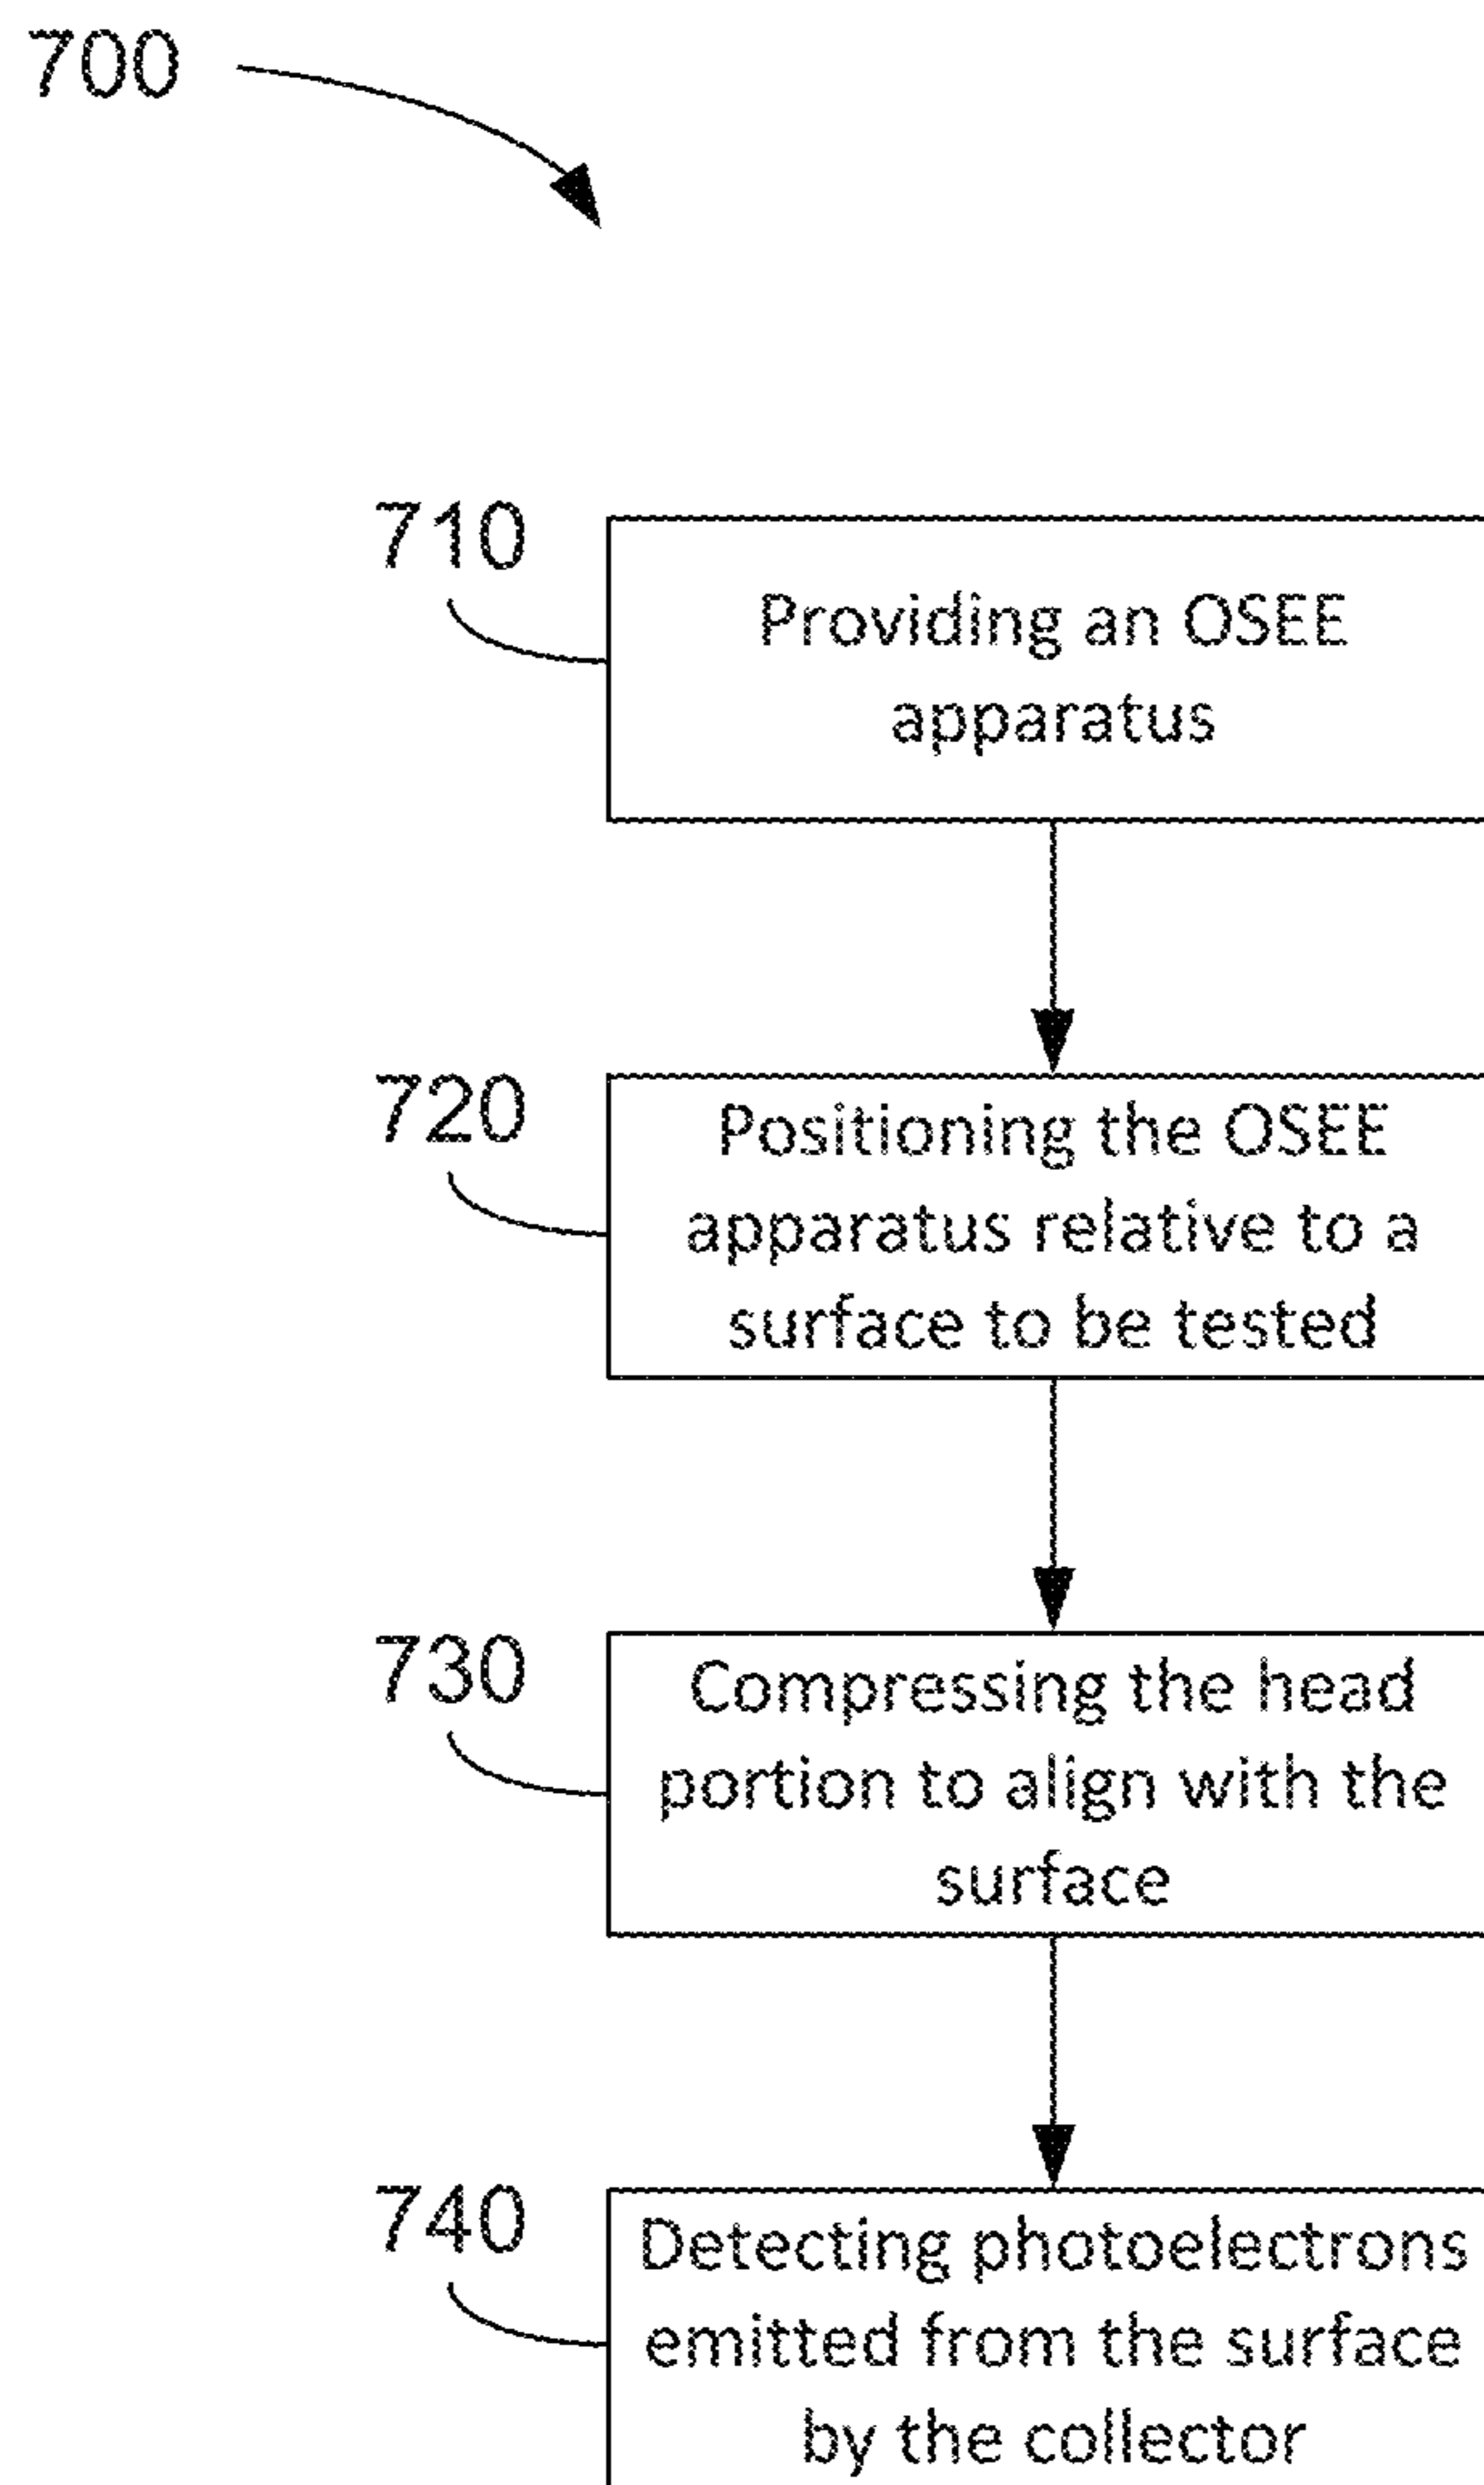 700
710
Providing an OSEE
apparatus
720
Positioning the OSEE
apparatus relative to a
surface to be tested
730
Compressing the head
portion to align with the
surface
740
Detecting photoelectrons
emitted from the surface
by the collector